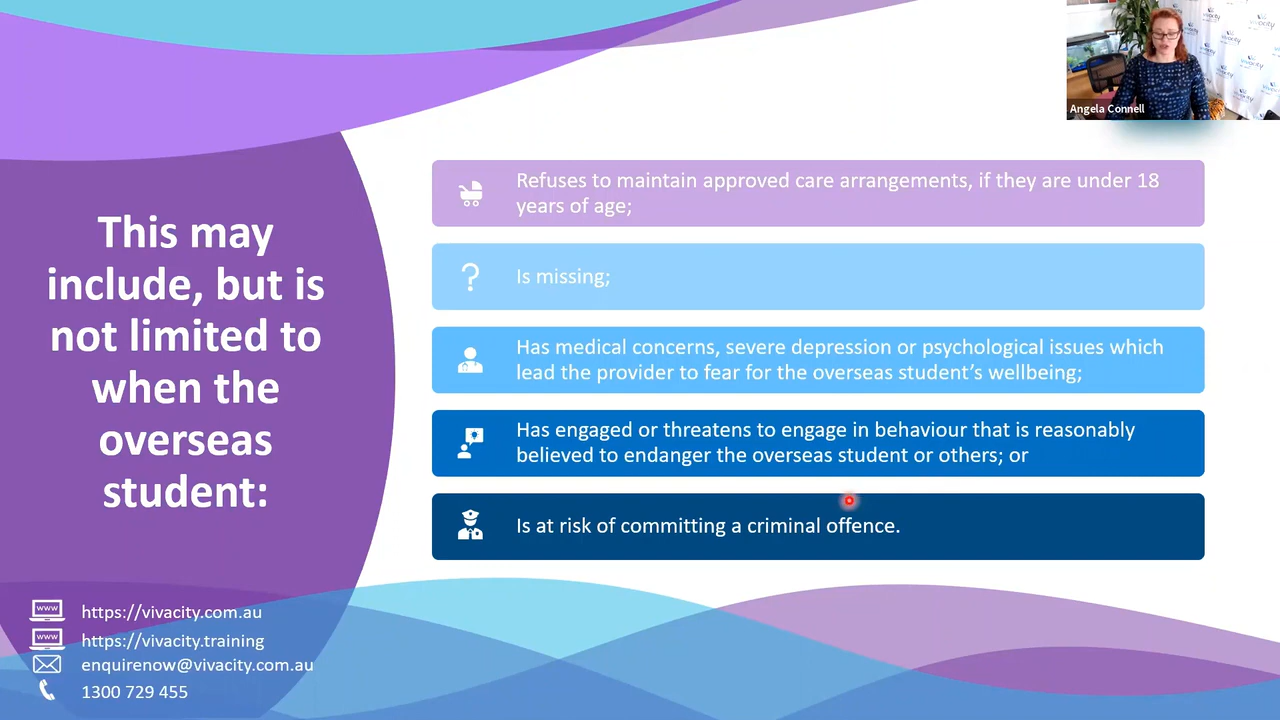 Angela Connell
This may
include, but is
not limited to
when the
overseas
student:
Refuses to maintain approved care arrangements, if they are under 18
years of age;
Is missing;
Has medical concerns, severe depression or psychological issues which
lead the provider to fear for the overseas student’s wellbeing;
Has engaged or threatens to engage in behaviour that is reasonably
believed to endanger the overseas student or others; or
Is at risk of committing a criminal offence.
www https://vivacity.com.au
www https://vivacity.training
enquirenow@vivacity.com.au
1300 729 455